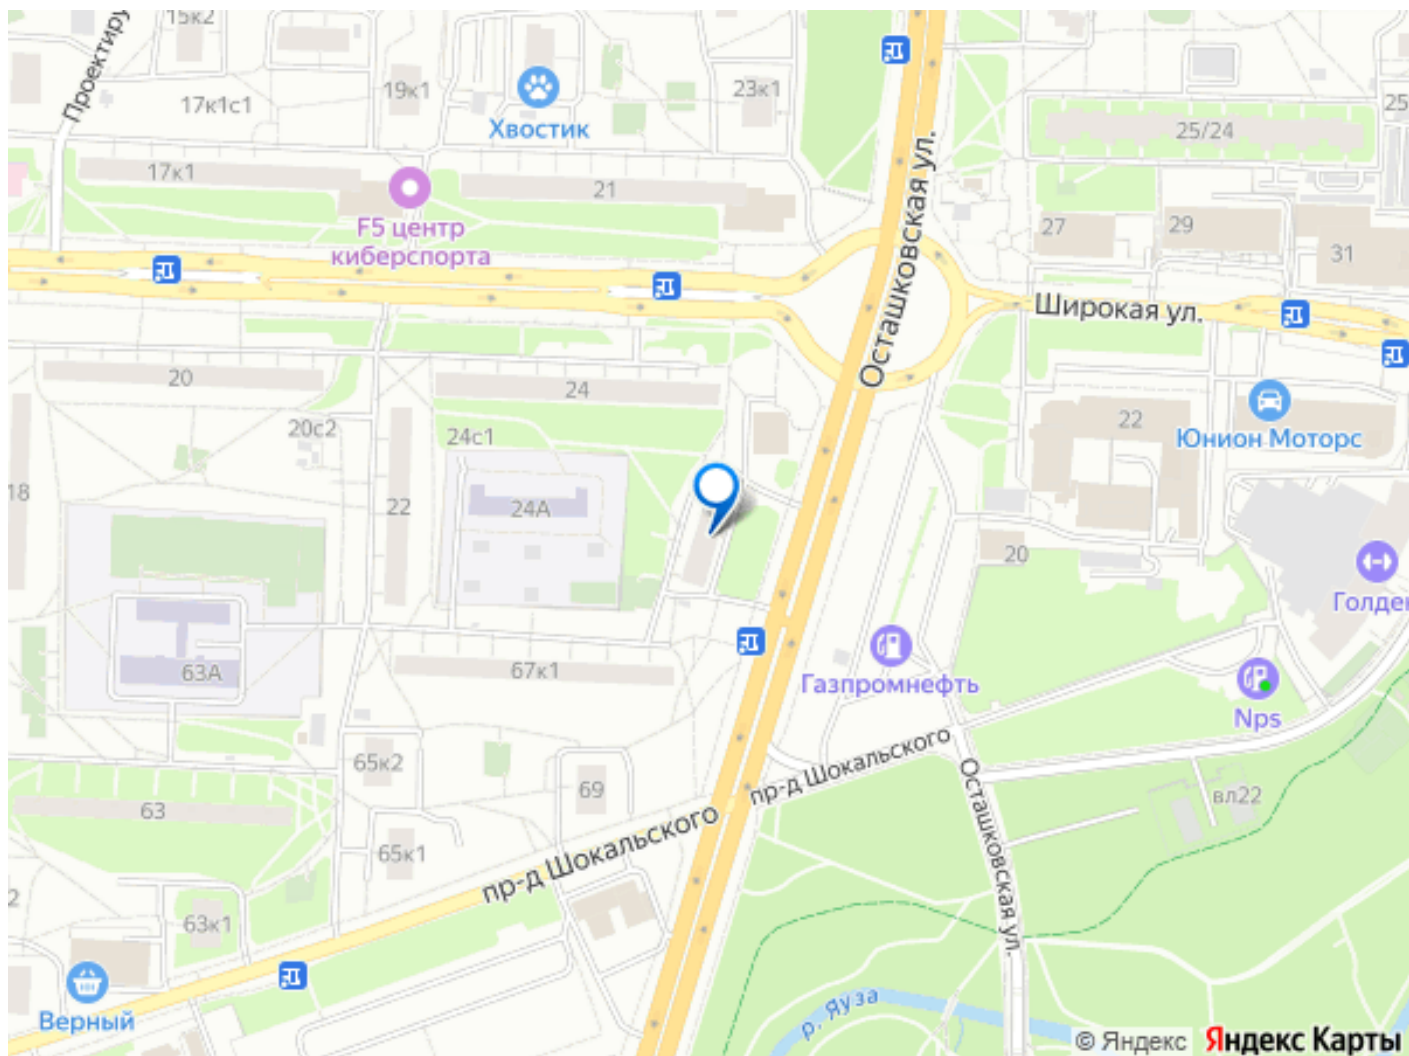 15к2
Проектиру
17к1с1
19к1
Хвостик
23к1
25
25/24
17к1
21
F5 центр
киберспорта
Осташковская ул.
27
29
31
Широкая ул.
20
24
22
Юнион Моторс
20с2
24с1
18
22
24А
20
Голден
63А
67к1
Газпромнефть
Nps
65к2
69
пр-д Шокальского
вл22
63
65к1
пр-д Шокальского
Осташковская ул.
2
63к1
р. Яуза
Верный
© Яндекс Яндекс Карты